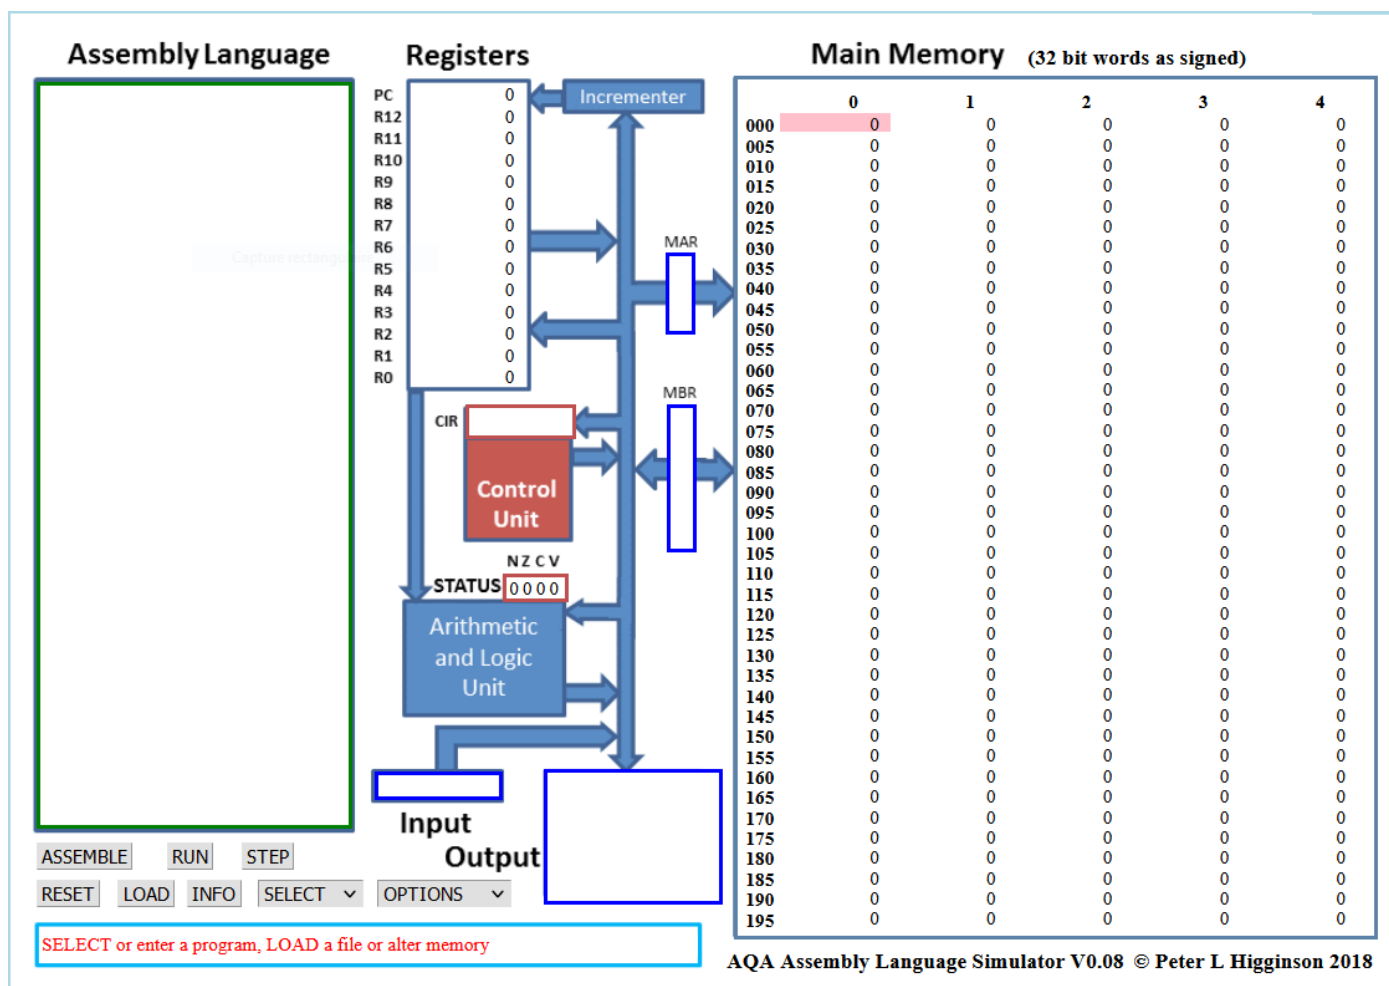 Assembly Language
Registers
Main Memory (32 bit words as signed)
PC 0
R12 0
R11 0
R10 0
R9 0
R8 0
R7 0
R6 0
R5 0
R4 0
R3 0
R2 0
R1 0
R0 0
Incrementer
MAR
MBR
CIR
Control
Unit
N Z C V
STATUS 0 0 0 0
Arithmetic
and Logic
Unit
Input
Output
0 1 2 3 4
000 0 0 0 0 0
005 0 0 0 0 0
010 0 0 0 0 0
015 0 0 0 0 0
020 0 0 0 0 0
025 0 0 0 0 0
030 0 0 0 0 0
035 0 0 0 0 0
040 0 0 0 0 0
045 0 0 0 0 0
050 0 0 0 0 0
055 0 0 0 0 0
060 0 0 0 0 0
065 0 0 0 0 0
070 0 0 0 0 0
075 0 0 0 0 0
080 0 0 0 0 0
085 0 0 0 0 0
090 0 0 0 0 0
095 0 0 0 0 0
100 0 0 0 0 0
105 0 0 0 0 0
110 0 0 0 0 0
115 0 0 0 0 0
120 0 0 0 0 0
125 0 0 0 0 0
130 0 0 0 0 0
135 0 0 0 0 0
140 0 0 0 0 0
145 0 0 0 0 0
150 0 0 0 0 0
155 0 0 0 0 0
160 0 0 0 0 0
165 0 0 0 0 0
170 0 0 0 0 0
175 0 0 0 0 0
180 0 0 0 0 0
185 0 0 0 0 0
190 0 0 0 0 0
195 0 0 0 0 0
ASSEMBLE RUN STEP
RESET LOAD INFO SELECT OPTIONS
SELECT or enter a program, LOAD a file or alter memory
AQA Assembly Language Simulator V0.08 © Peter L Higginson 2018